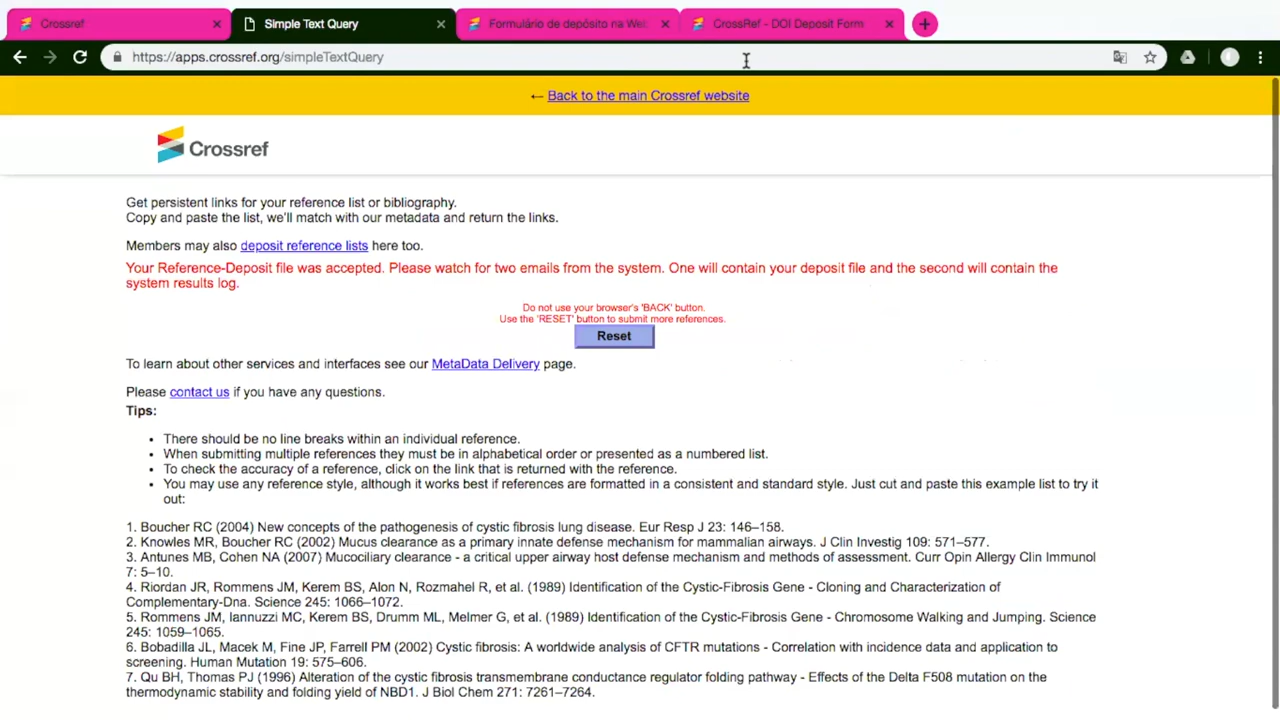 Crossref
Simple Text Query
Formulário de depósito na Web
CrossRef - DOI Deposit Form
https://apps.crossref.org/simpleTextQuery
← Back to the main Crossref website
Crossref
Get persistent links for your reference list or bibliography.
Copy and paste the list, we'll match with our metadata and return the links.
Members may also deposit reference lists here too.
Your Reference-Deposit file was accepted. Please watch for two emails from the system. One will contain your deposit file and the second will contain the
system results log.
Do not use your browser's 'BACK' button.
Use the 'RESET' button to submit more references.
Reset
To learn about other services and interfaces see our MetaData Delivery page.
Please contact us if you have any questions.
Tips:
• There should be no line breaks within an individual reference.
• When submitting multiple references they must be in alphabetical order or presented as a numbered list.
• To check the accuracy of a reference, click on the link that is returned with the reference.
• You may use any reference style, although it works best if references are formatted in a consistent and standard style. Just cut and paste this example list to try it
out:
1. Boucher RC (2004) New concepts of the pathogenesis of cystic fibrosis lung disease. Eur Resp J 23: 146–158.
2. Knowles MR, Boucher RC (2002) Mucus clearance as a primary innate defense mechanism for mammalian airways. J Clin Investig 109: 571–577.
3. Antunes MB, Cohen NA (2007) Mucociliary clearance - a critical upper airway host defense mechanism and methods of assessment. Curr Opin Allergy Clin Immunol
7: 5–10.
4. Riordan JR, Rommens JM, Kerem BS, Alon N, Rozmahel R, et al. (1989) Identification of the Cystic-Fibrosis Gene - Cloning and Characterization of
Complementary-Dna. Science 245: 1066–1072.
5. Rommens JM, Iannuzzi MC, Kerem BS, Drumm ML, Melmer G, et al. (1989) Identification of the Cystic-Fibrosis Gene - Chromosome Walking and Jumping. Science
245: 1059–1065.
6. Bobadilla JL, Macek M, Fine JP, Farrell PM (2002) Cystic fibrosis: A worldwide analysis of CFTR mutations - Correlation with incidence data and application to
screening. Human Mutation 19: 575–606.
7. Qu BH, Thomas PJ (1996) Alteration of the cystic fibrosis transmembrane conductance regulator folding pathway - Effects of the Delta F508 mutation on the
thermodynamic stability and folding yield of NBD1. J Biol Chem 271: 7261–7264.